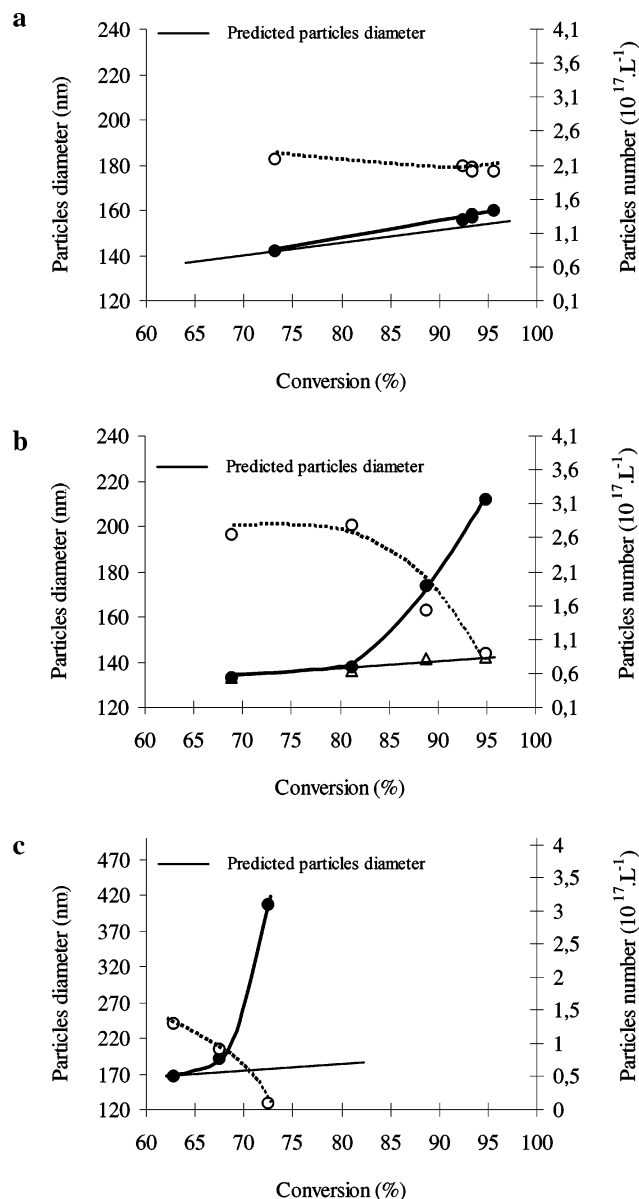 a
240
220
200
180
160
140
120
Particles diameter (nm)
Predicted particles diameter
4,1
3,6
3,1
2,6
2,1
1,6
1,1
0,6
0,1
Particles number (10 17.L-1)
60 65 70 75 80 85 90 95 100
Conversion (%)
b
240
220
200
180
160
140
120
Particles diameter (nm)
Predicted particles diameter
4,1
3,6
3,1
2,6
2,1
1,6
1,1
0,6
0,1
Particles number (10 17.L-1)
60 65 70 75 80 85 90 95 100
Conversion (%)
c
470
420
370
320
270
220
170
120
Particles diameter (nm)
Predicted particles diameter
4
3,5
3
2,5
2
1,5
1
0,5
0
Particles number (10 17.L-1)
60 65 70 75 80 85 90 95 100
Conversion (%)